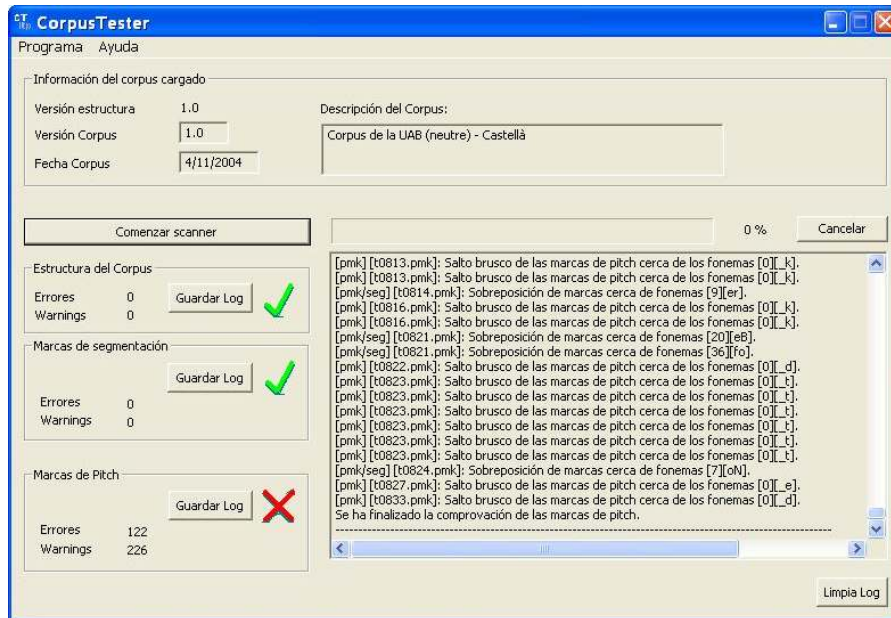 CorpusTester
Programa Ayuda
Información del corpus cargado
Versión estructura 1.0
Versión Corpus 1.0
Fecha Corpus 4/11/2004
Descripción del Corpus:
Corpus de la UAB (neutre) - Castellà
Comenzar scanner
0 %
Cancelar
Estructura del Corpus
Errores 0
Warnings 0
Guardar Log
Marcas de segmentación
Guardar Log
Errores 0
Warnings 0
Marcas de Pitch
Guardar Log
Errores 122
Warnings 226
[pmk] [t0813.pmk]: Salto brusco de las marcas de pitch cerca de los fonemas [0][_k].
[pmk] [t0813.pmk]: Salto brusco de las marcas de pitch cerca de los fonemas [0][_k].
[pmk/seg] [t0814.pmk]: Sobreposición de marcas cerca de fonemas [9][er].
[pmk] [t0816.pmk]: Salto brusco de las marcas de pitch cerca de los fonemas [0][_k].
[pmk] [t0816.pmk]: Salto brusco de las marcas de pitch cerca de los fonemas [0][_k].
[pmk/seg] [t0821.pmk]: Sobreposición de marcas cerca de fonemas [20][eB].
[pmk/seg] [t0821.pmk]: Sobreposición de marcas cerca de fonemas [36][fo].
[pmk] [t0822.pmk]: Salto brusco de las marcas de pitch cerca de los fonemas [0][_d].
[pmk] [t0823.pmk]: Salto brusco de las marcas de pitch cerca de los fonemas [0][_t].
[pmk] [t0823.pmk]: Salto brusco de las marcas de pitch cerca de los fonemas [0][_t].
[pmk] [t0823.pmk]: Salto brusco de las marcas de pitch cerca de los fonemas [0][_t].
[pmk] [t0823.pmk]: Salto brusco de las marcas de pitch cerca de los fonemas [0][_t].
[pmk] [t0823.pmk]: Salto brusco de las marcas de pitch cerca de los fonemas [0][_t].
[pmk] [t0823.pmk]: Salto brusco de las marcas de pitch cerca de los fonemas [0][_t].
[pmk/seg] [t0824.pmk]: Sobreposición de marcas cerca de fonemas [7][oN].
[pmk] [t0827.pmk]: Salto brusco de las marcas de pitch cerca de los fonemas [0][_e].
[pmk] [t0833.pmk]: Salto brusco de las marcas de pitch cerca de los fonemas [0][_d].
Se ha finalizado la comprovación de las marcas de pitch.
Limpia Log